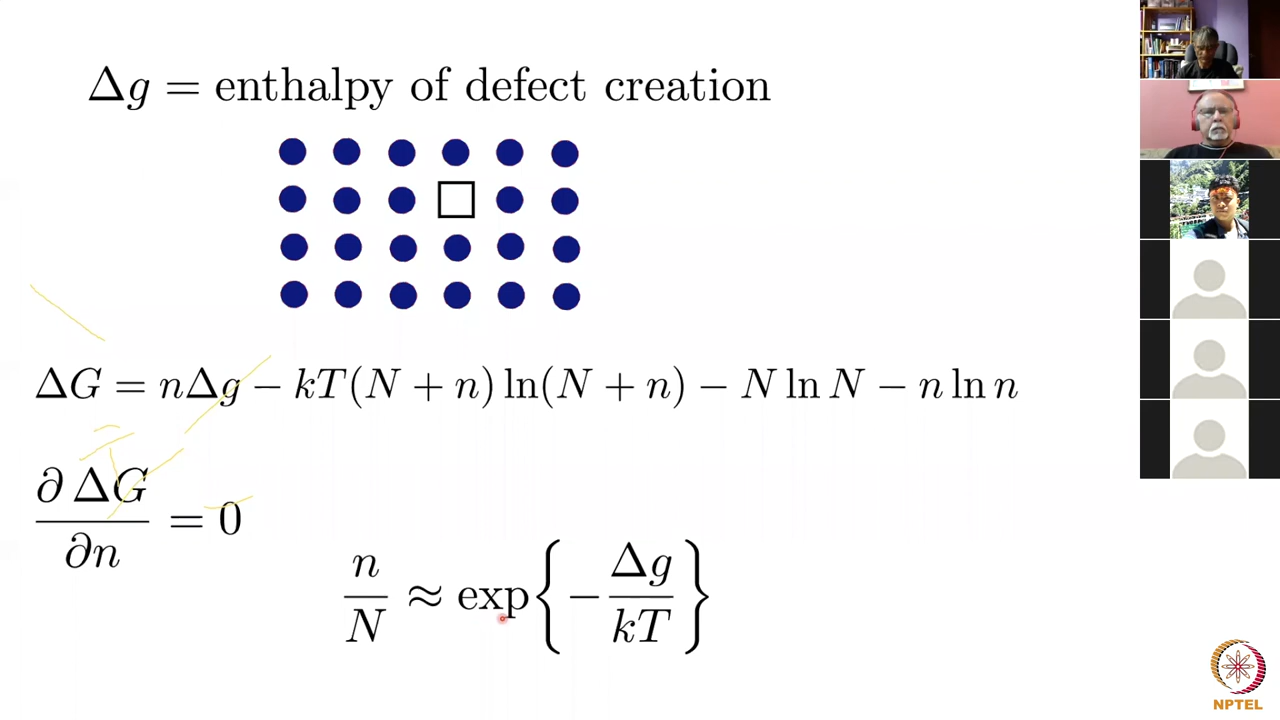 Δg = enthalpy of defect creation
ΔG = nΔg − kT(N + n) ln(N + n) − N ln N − n ln n
∂ ΔG/∂n = 0
n/N ≈ exp{−Δg/kT}
NPTEL